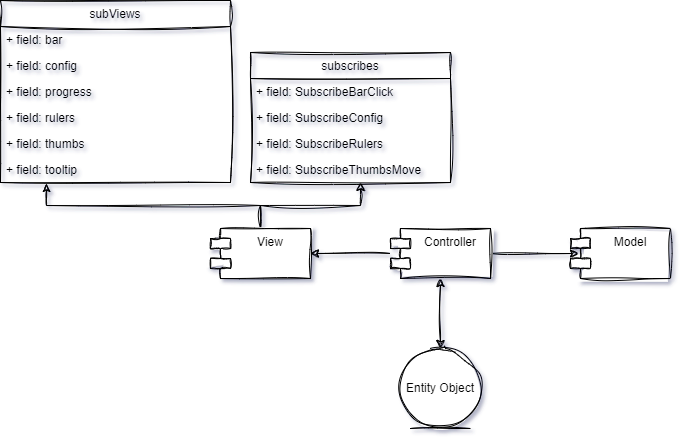 subViews
+ field: bar
+ field: config
+ field: progress
+ field: rulers
+ field: thumbs
+ field: tooltip
subscribes
+ field: SubscribeBarClick
+ field: SubscribeConfig
+ field: SubscribeRulers
+ field: SubscribeThumbsMove
View
Controller
Model
Entity Object